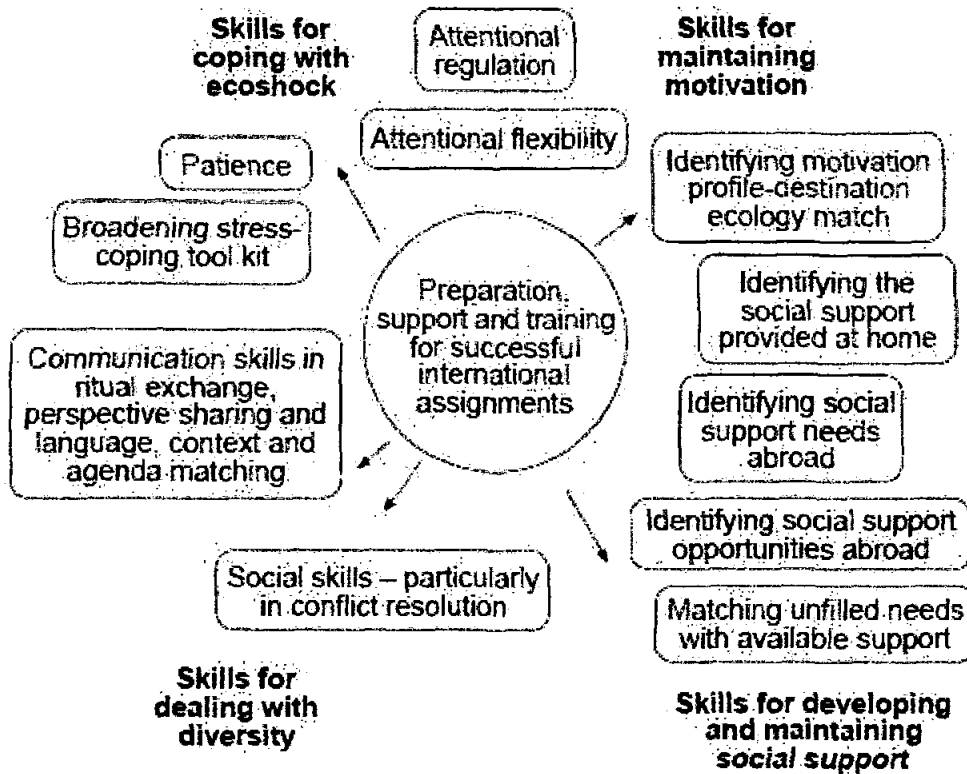 Skills for
coping with
ecoshock
Attentional
regulation
Skills for
maintaining
motivation
Attentional flexibility
Patience
Broadening stress-
coping tool kit
Identifying motivation
profile-destination
ecology match
Preparation,
support and training
for successful
international
assignments
Identifying the
social support
provided at home
Communication skills in
ritual exchange,
perspective sharing and
language, context and
agenda matching
Identifying social
support needs
abroad
Identifying social support
opportunities abroad
Social skills – particularly
in conflict resolution
Matching unfilled needs
with available support
Skills for
dealing with
diversity
Skills for developing
and maintaining
social support